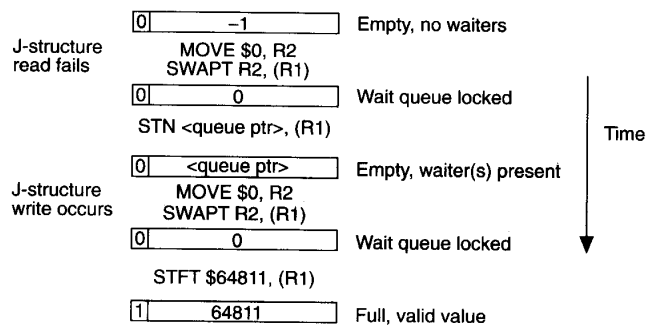 0 −1 Empty, no waiters
J-structure
read fails
MOVE $0, R2
SWAPT R2, (R1)
0 0 Wait queue locked
STN <queue ptr>, (R1)
Time
0 <queue ptr> Empty, waiter(s) present
J-structure
write occurs
MOVE $0, R2
SWAPT R2, (R1)
0 0 Wait queue locked
STFT $64811, (R1)
1 64811 Full, valid value